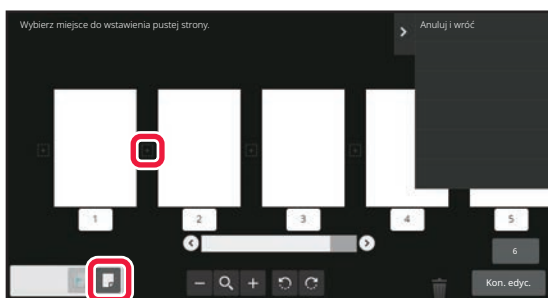 Wybierz miejsce do wstawienia pustej strony.
Anuluj i wróć
1
2
3
4
5
6
Kon. edyc.